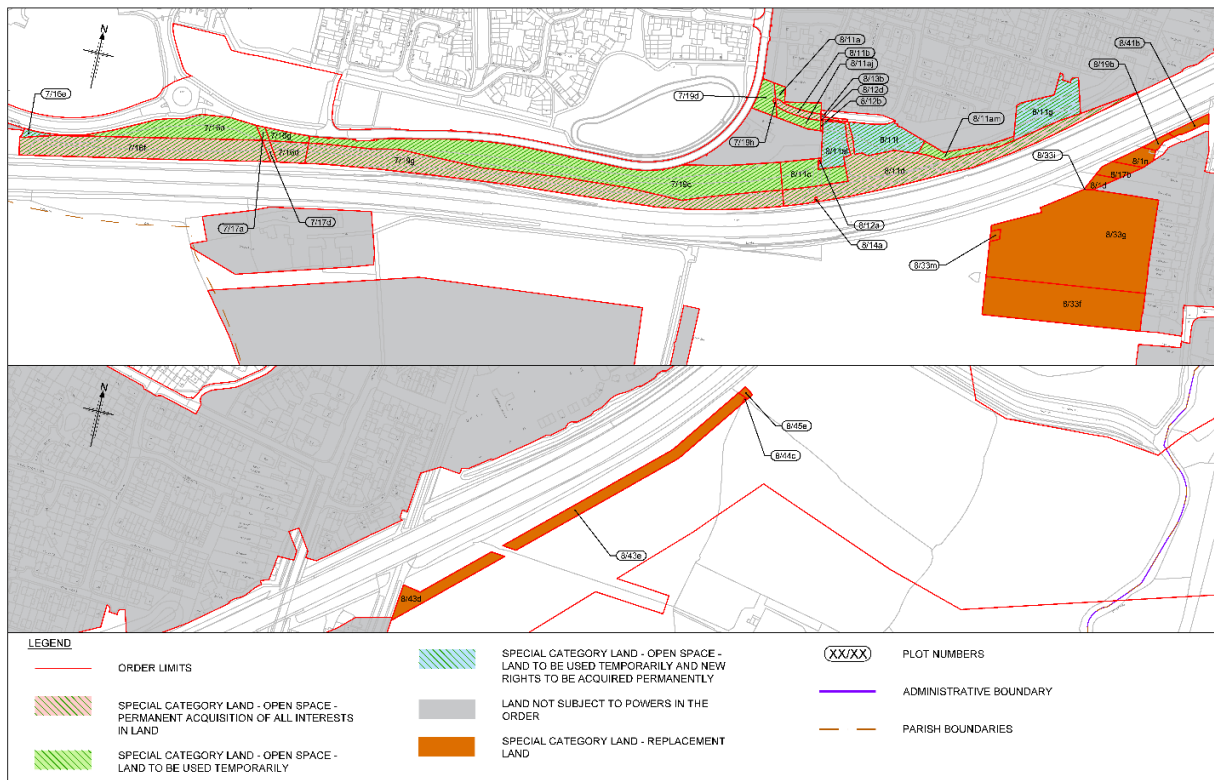 N
7/16e
7/16a
7/16f
7/16d
7/17a
7/17d
7/19g
7/19c
7/19d
7/19h
8/11a
8/11b
8/11aj
8/13b
8/12d
8/12b
8/11c
8/11f
8/11d
8/11g
8/11am
8/12a
8/14a
8/19b
8/41b
8/33i
8/1n
8/17b
8/1d
8/33g
8/33m
8/33f
N
8/45e
8/44c
8/43e
8/43d
LEGEND
ORDER LIMITS
SPECIAL CATEGORY LAND - OPEN SPACE -
PERMANENT ACQUISITION OF ALL INTERESTS
IN LAND
SPECIAL CATEGORY LAND - OPEN SPACE -
LAND TO BE USED TEMPORARILY
SPECIAL CATEGORY LAND - OPEN SPACE -
LAND TO BE USED TEMPORARILY AND NEW
RIGHTS TO BE ACQUIRED PERMANENTLY
LAND NOT SUBJECT TO POWERS IN THE
ORDER
SPECIAL CATEGORY LAND - REPLACEMENT
LAND
XX/XX
PLOT NUMBERS
ADMINISTRATIVE BOUNDARY
PARISH BOUNDARIES